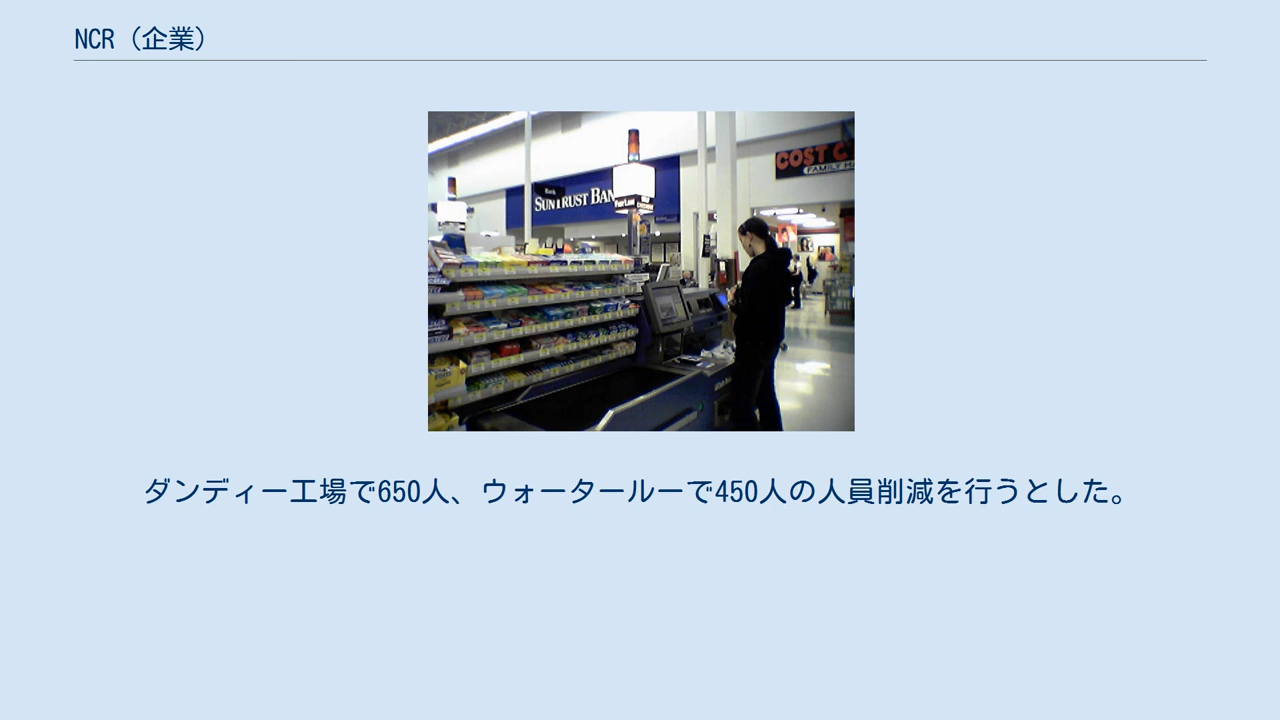 NCR（企業）
Bank
SUNTRUST BAN
COST C
FAMILY H
ダンディー工場で650人、ウォータールーで450人の人員削減を行うとした。